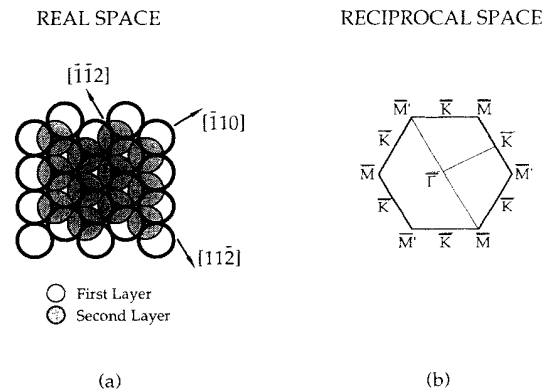 REAL SPACE
[1̄1̄2]
[1̄10]
[112̄]
First Layer
Second Layer
(a)
RECIPROCAL SPACE
M̄' K̄ M̄
K̄ K̄
M̄ Γ̄ M̄'
K̄ K̄
M̄' K̄ M̄
(b)